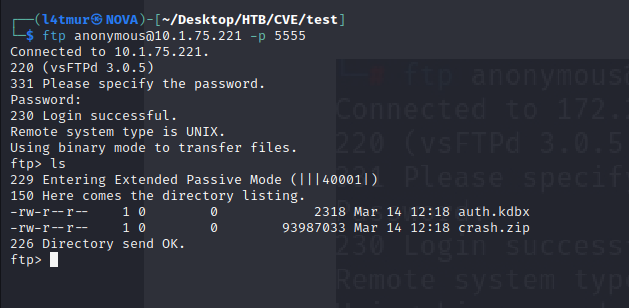 ┌──(l4tmur㉿NOVA)-[~/Desktop/HTB/CVE/test]
└─$ ftp anonymous@10.1.75.221 -p 5555
Connected to 10.1.75.221.
220 (vsFTPd 3.0.5)
331 Please specify the password.
Password:
230 Login successful.
Remote system type is UNIX.
Using binary mode to transfer files.
ftp> ls
229 Entering Extended Passive Mode (|||40001|)
150 Here comes the directory listing.
-rw-r--r--    1 0        0            2318 Mar 14 12:18 auth.kdbx
-rw-r--r--    1 0        0        93987033 Mar 14 12:18 crash.zip
226 Directory send OK.
ftp>
ftp anonymous@
Connected to 172.
220 (vsFTPd 3.0.5
331 Please specif
230 Login success
Remote system typ